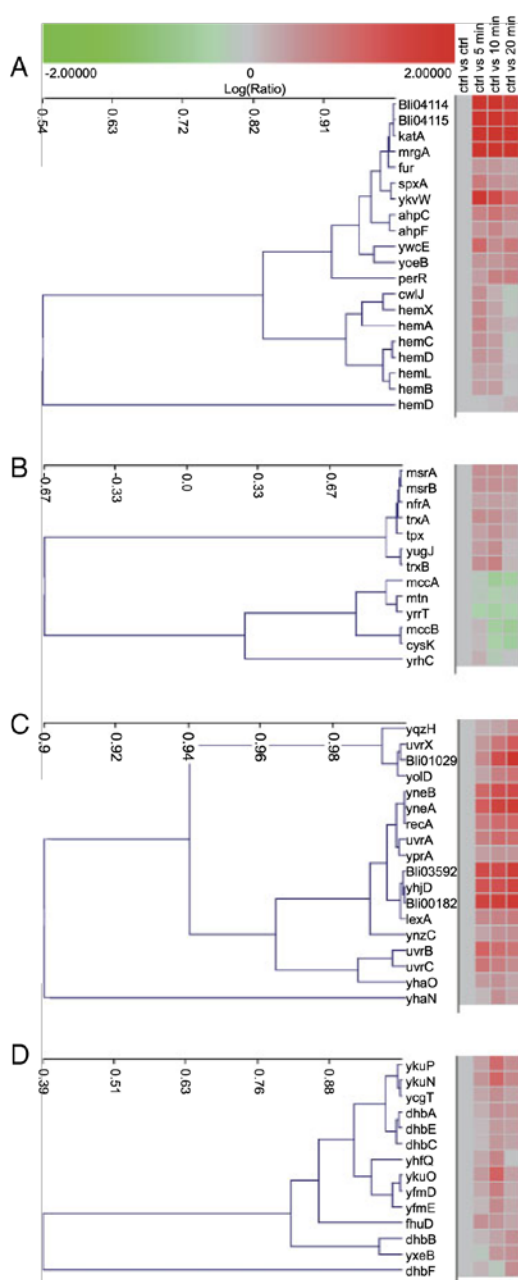 -2.00000 0 2.00000
Log(Ratio)
ctrl vs ctrl
ctrl vs 5 min
ctrl vs 10 min
ctrl vs 20 min
A
0.54 0.63 0.72 0.82 0.91
Bli04114
Bli04115
katA
mrgA
fur
spxA
ykvW
ahpC
ahpF
ywcE
yoeB
perR
cwlJ
hemX
hemA
hemC
hemD
hemL
hemB
hemD
B
-0.67 -0.33 0.0 0.33 0.67
msrA
msrB
nfrA
trxA
tpx
yugJ
trxB
mccA
mtn
yrrT
mccB
cysK
yrhC
C
0.9 0.92 0.94 0.96 0.98
yqzH
uvrX
Bli01029
yolD
yneB
yneA
recA
uvrA
yprA
Bli03592
yhjD
Bli00182
lexA
ynzC
uvrB
uvrC
yhaO
yhaN
D
0.39 0.51 0.63 0.76 0.88
ykuP
ykuN
ycgT
dhbA
dhbE
dhbC
yhfQ
ykuO
yfmD
yfmE
fhuD
dhbB
yxeB
dhbF